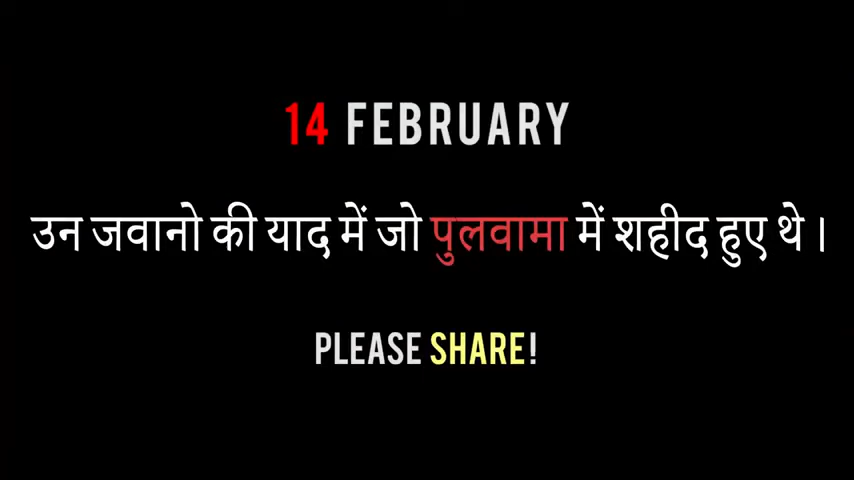 14 FEBRUARY
उन जवानो की याद में जो पुलवामा में शहीद हुए थे।
PLEASE SHARE!